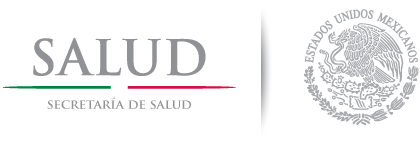 SALUD
SECRETARÍA DE SALUD
ESTADOS UNIDOS MEXICANOS